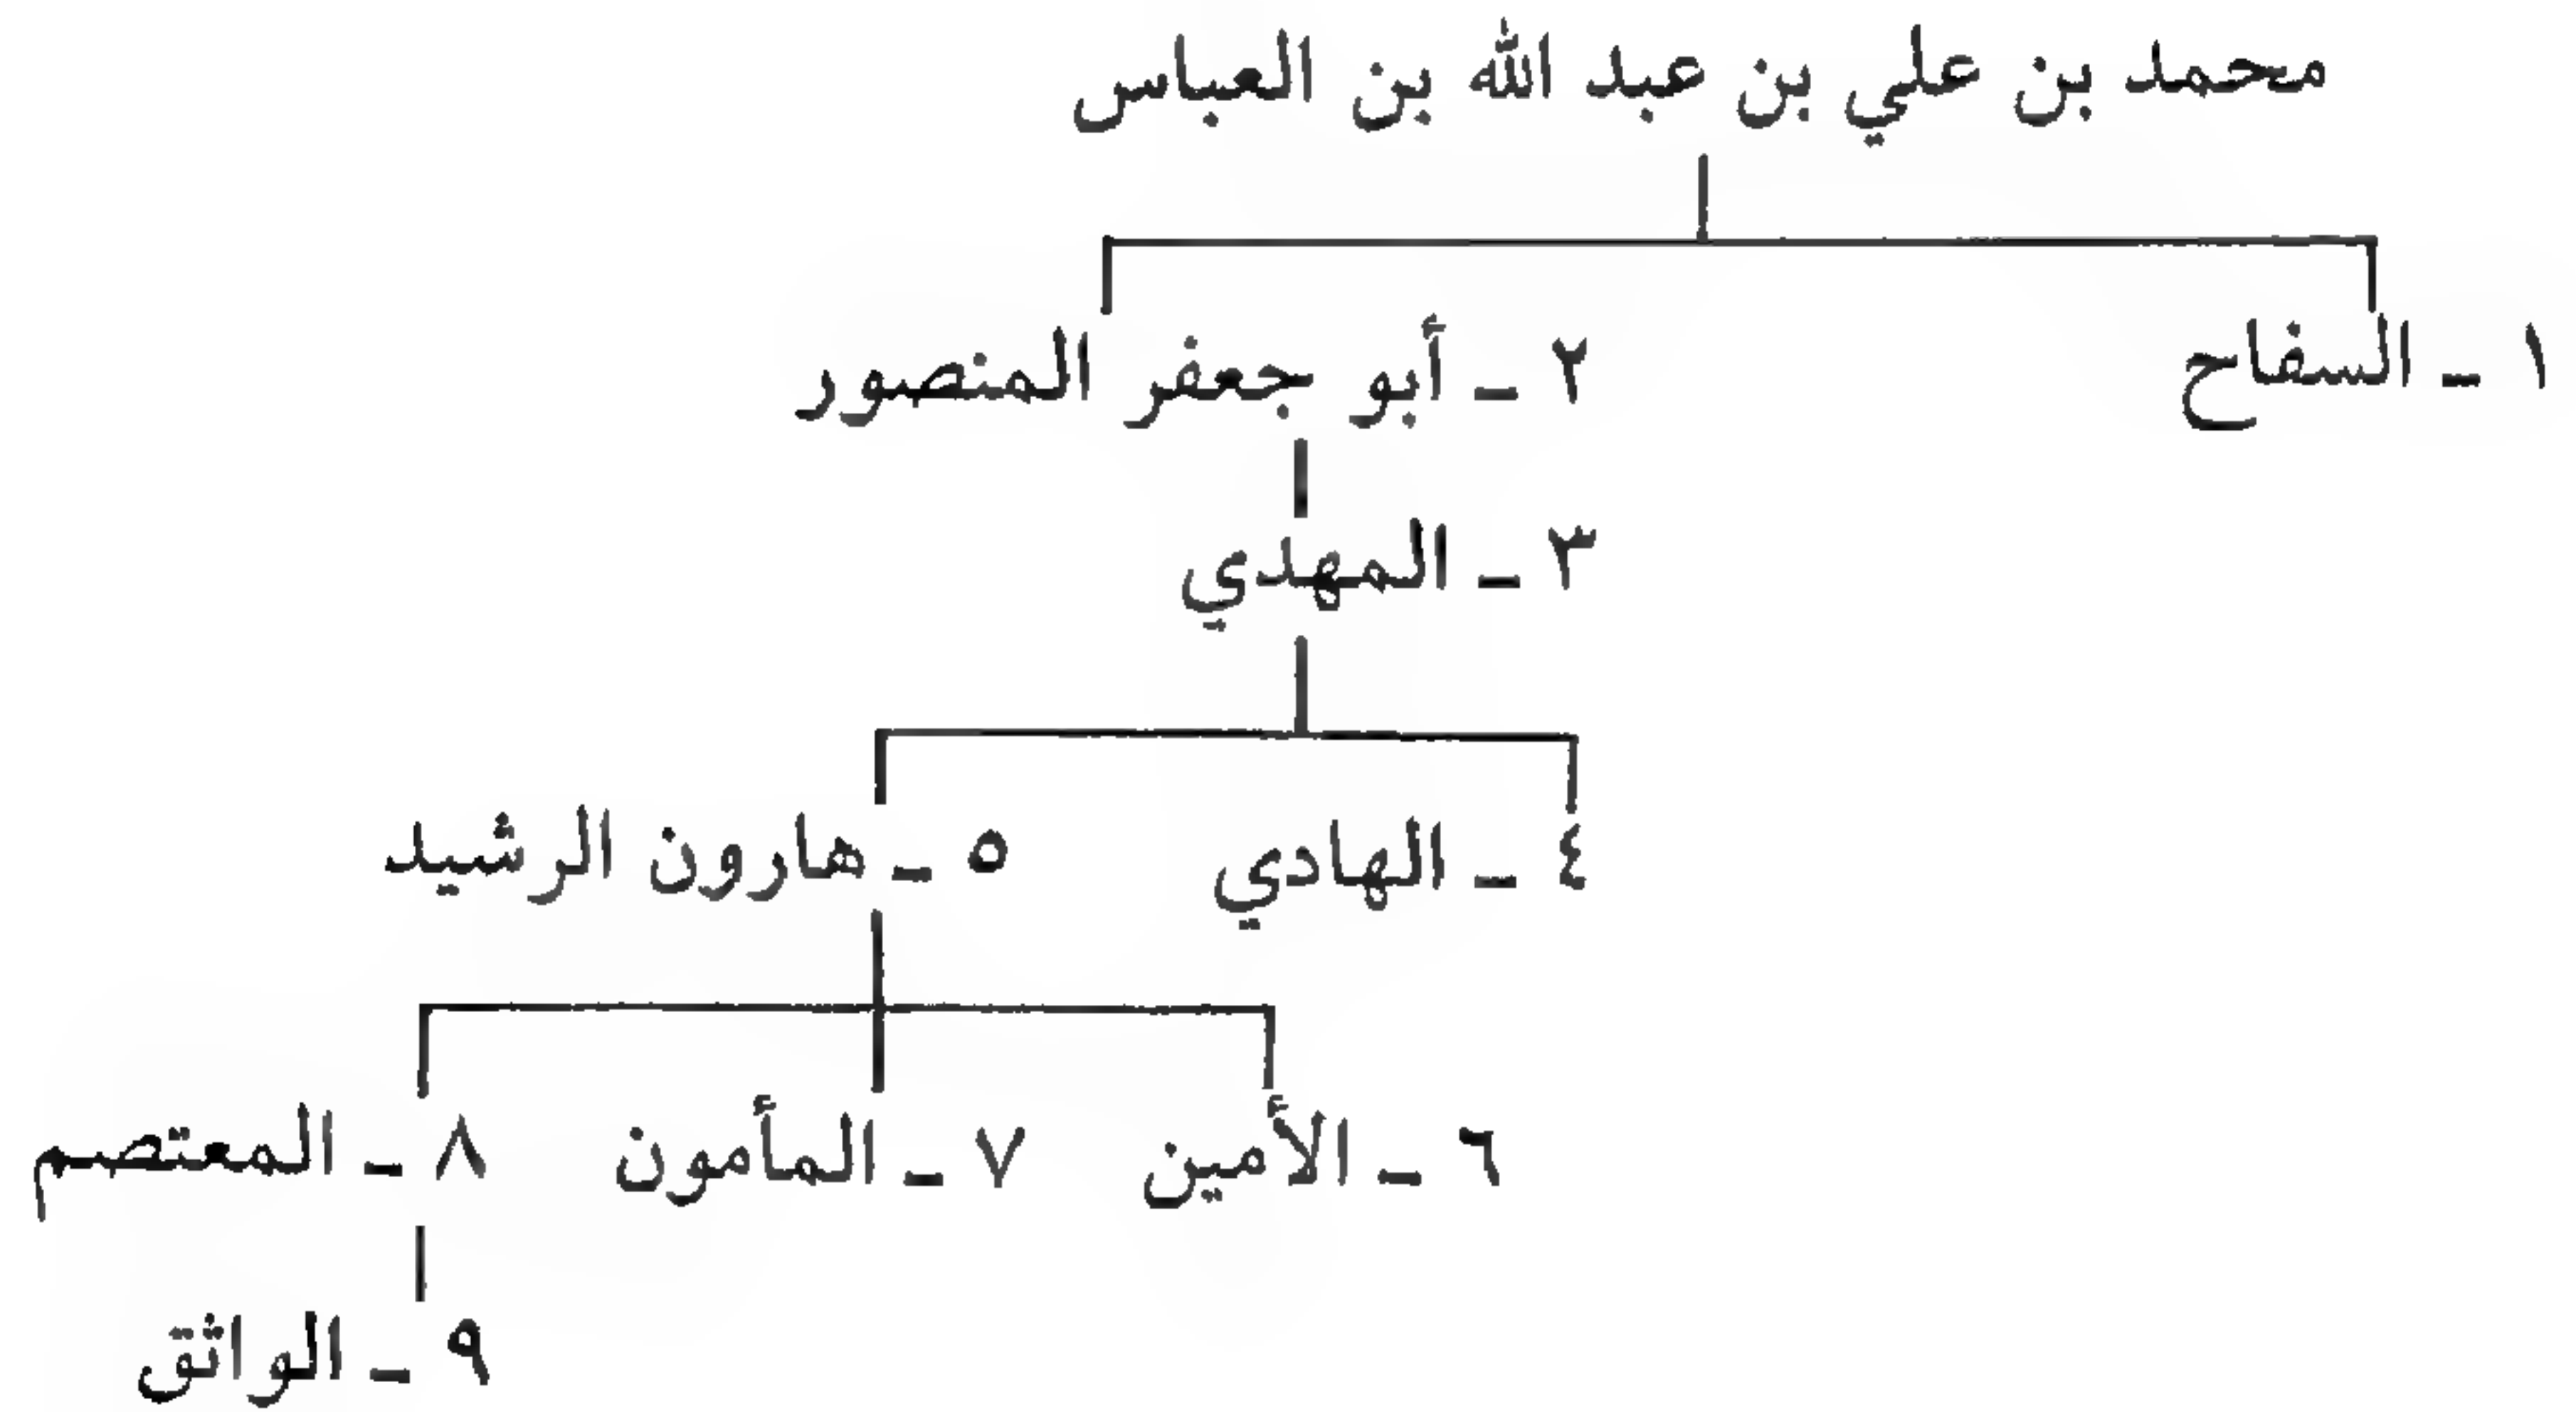 محمد بن علي بن عبد الله بن العباس
١ - السفاح
٢ - أبو جعفر المنصور
٣ - المهدي
٤ - الهادي
٥ - هارون الرشيد
٦ - الأمين
٧ - المأمون
٨ - المعتصم
٩ - الواثق